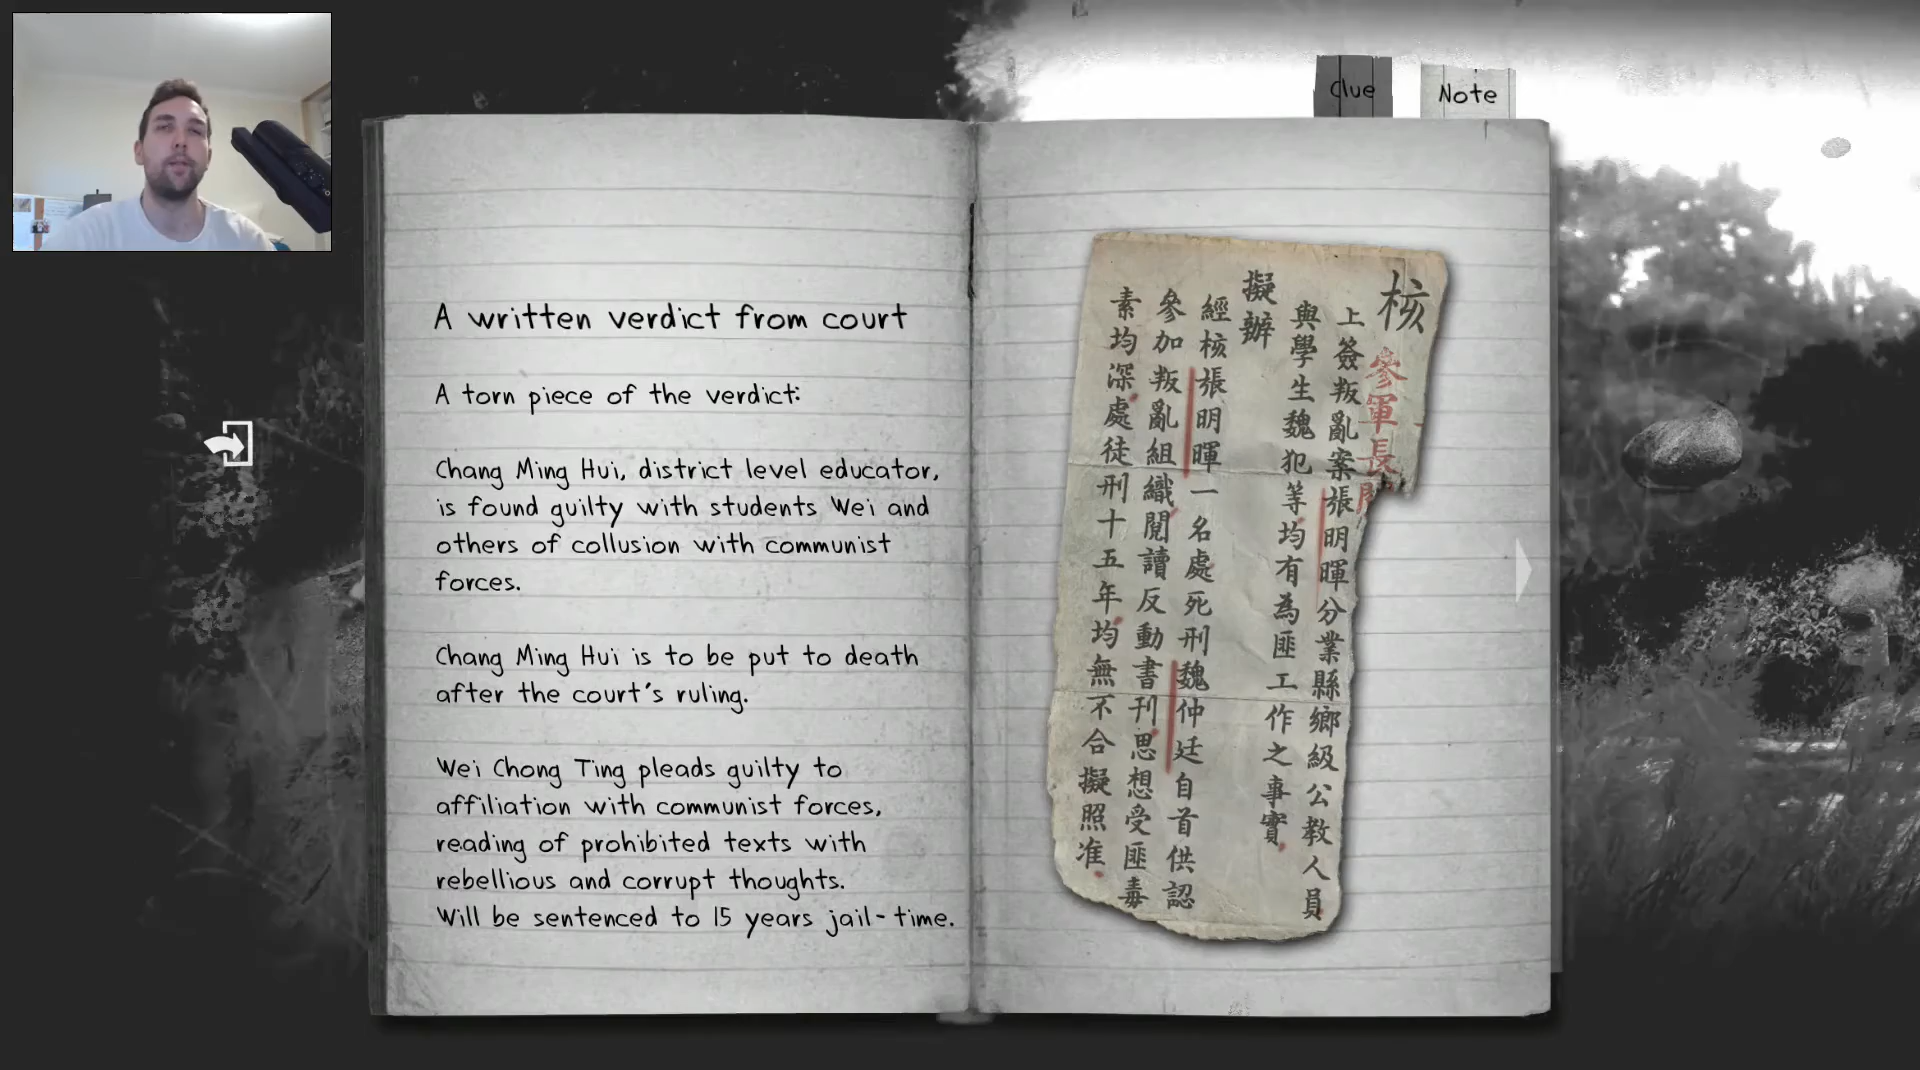 Clue
Note
A written verdict from court
A torn piece of the verdict:
Chang Ming Hui, district level educator,
is found guilty with students Wei and
others of collusion with communist
forces.
Chang Ming Hui is to be put to death
after the court's ruling.
Wei Chong Ting pleads guilty to
affiliation with communist forces,
reading of prohibited texts with
rebellious and corrupt thoughts.
Will be sentenced to 15 years jail-time.
核
參軍長
上簽叛亂案張明暉分業縣鄉級公教人員
與學生魏犯等均有為匪工作之事實
擬辦
經核張明暉一名處死刑魏仲廷自首供認
參加叛亂組織閱讀反動書刊思想受匪毒
素均深處徒刑十五年均無不合擬照准